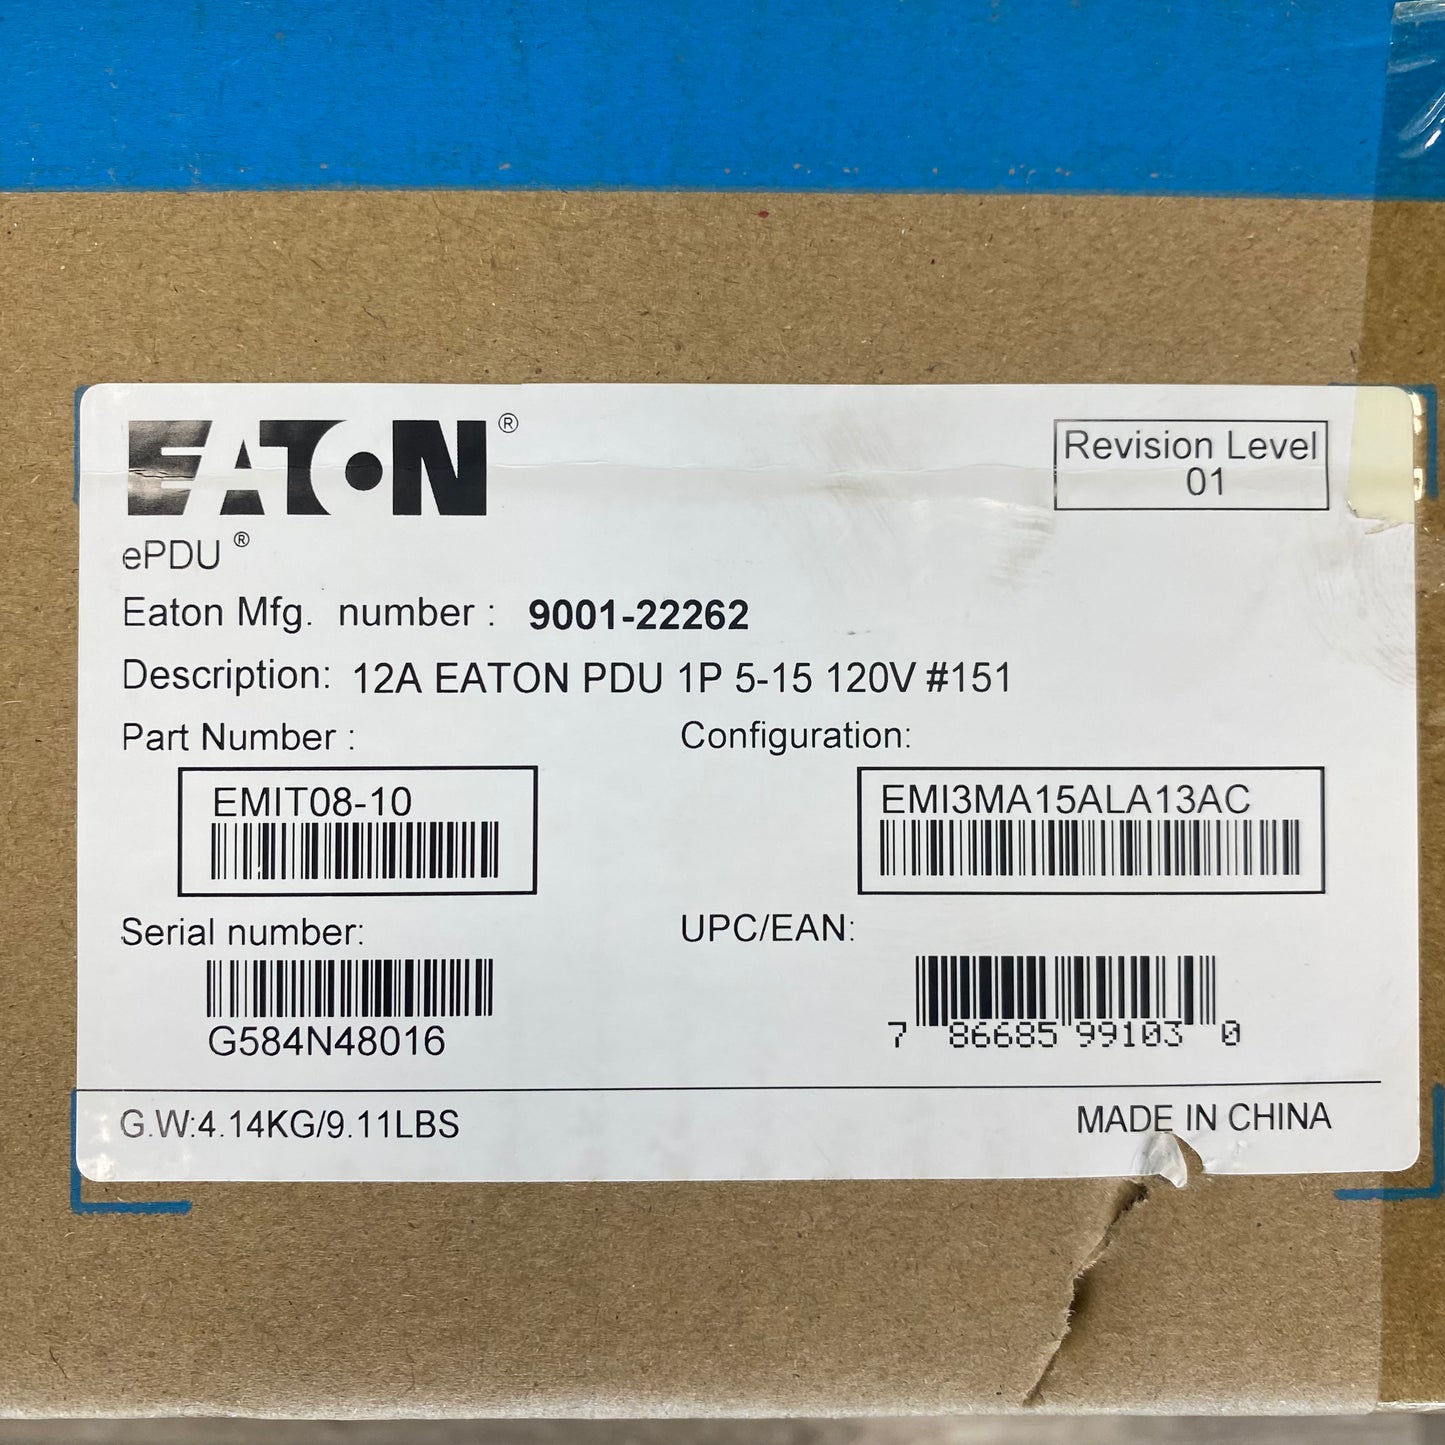 EATON®
ePDU®
Revision Level
01
Eaton Mfg. number : 9001-22262
Description: 12A EATON PDU 1P 5-15 120V #151
Part Number :
EMIT08-10
Configuration:
EMI3MA15ALA13AC
Serial number:
G584N48016
UPC/EAN:
7 86685 99103 0
G.W:4.14KG/9.11LBS
MADE IN CHINA